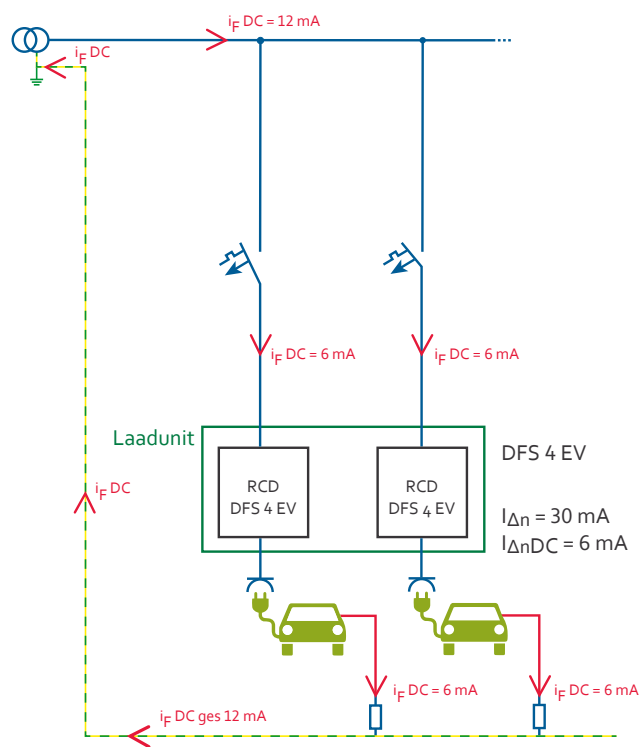 iF DC = 12 mA
iF DC
iF DC = 6 mA
iF DC = 6 mA
Laadunit
DFS 4 EV
RCD
DFS 4 EV
RCD
DFS 4 EV
iF DC
IΔn = 30 mA
IΔnDC = 6 mA
iF DC = 6 mA
iF DC = 6 mA
iF DC ges 12 mA